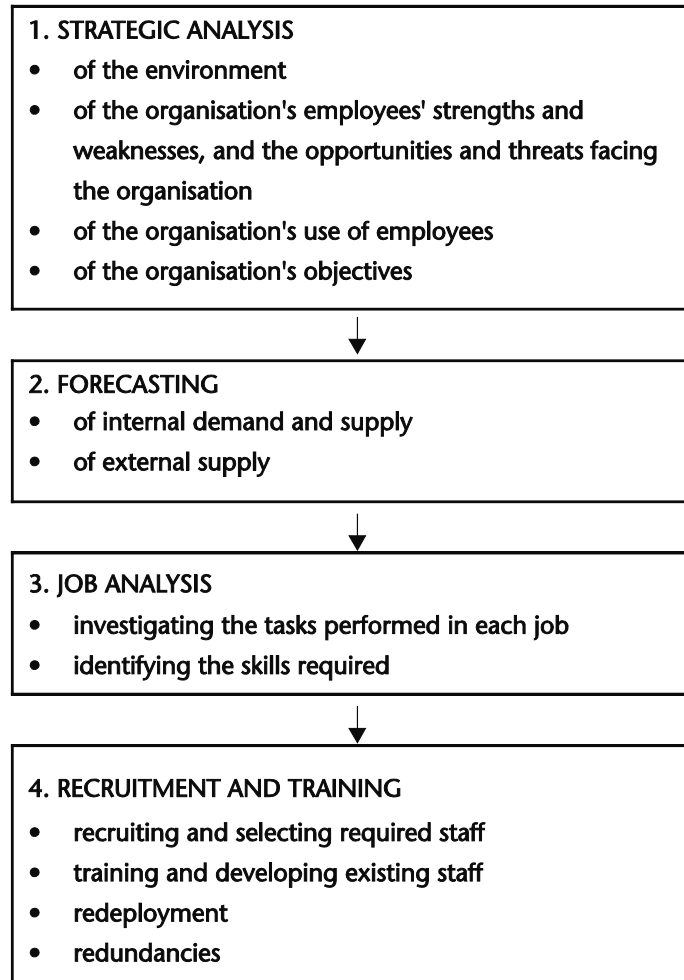 1. STRATEGIC ANALYSIS
• of the environment
• of the organisation's employees' strengths and
weaknesses, and the opportunities and threats facing
the organisation
• of the organisation's use of employees
• of the organisation's objectives
2. FORECASTING
• of internal demand and supply
• of external supply
3. JOB ANALYSIS
• investigating the tasks performed in each job
• identifying the skills required
4. RECRUITMENT AND TRAINING
• recruiting and selecting required staff
• training and developing existing staff
• redeployment
• redundancies